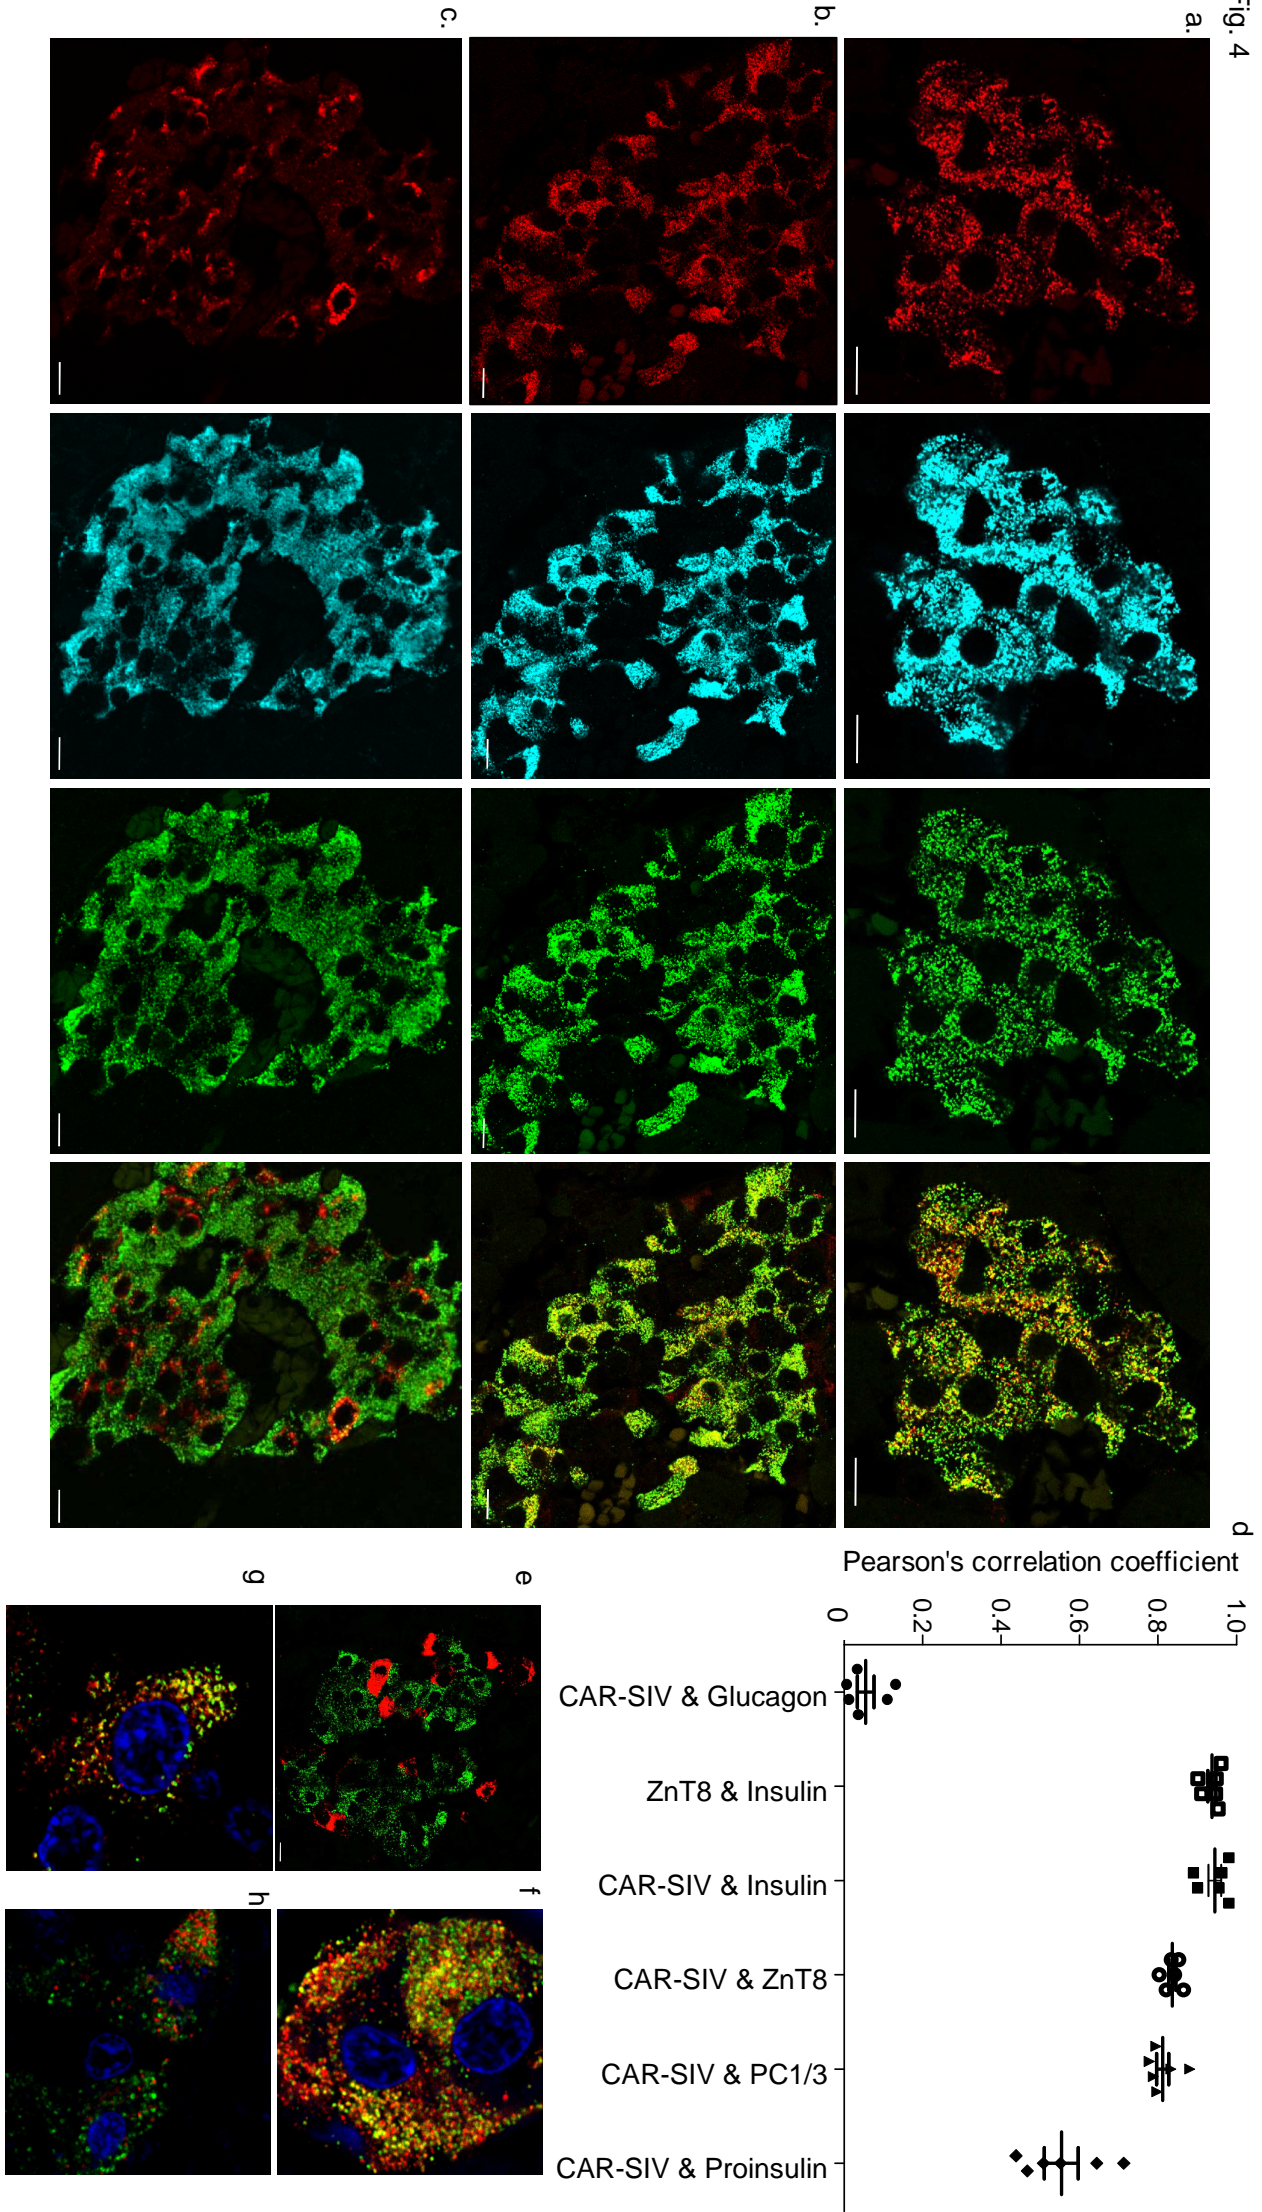 Fig. 4
a.
b.
c.
d
Pearson's correlation coefficient
1.0
0.8
0.6
0.4
0.2
0
CAR-SIV & Glucagon
ZnT8 & Insulin
CAR-SIV & Insulin
CAR-SIV & ZnT8
CAR-SIV & PC1/3
CAR-SIV & Proinsulin
e
f
g
h